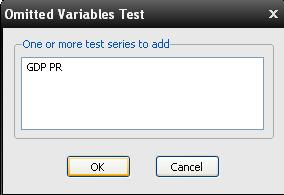 Omitted Variables Test
X
One or more test series to add
GDP PR
OK
Cancel